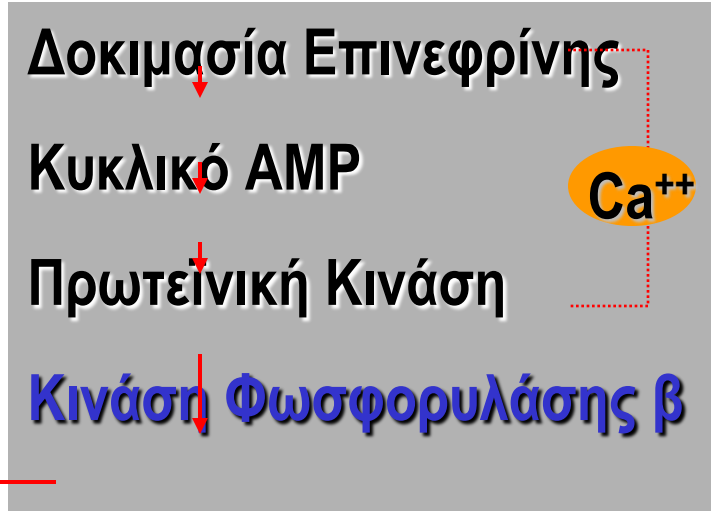 Δοκιμασία Επινεφρίνης
Κυκλικό AMP
Ca++
Πρωτεϊνική Κινάση
Κινάση Φωσφορυλάσης β